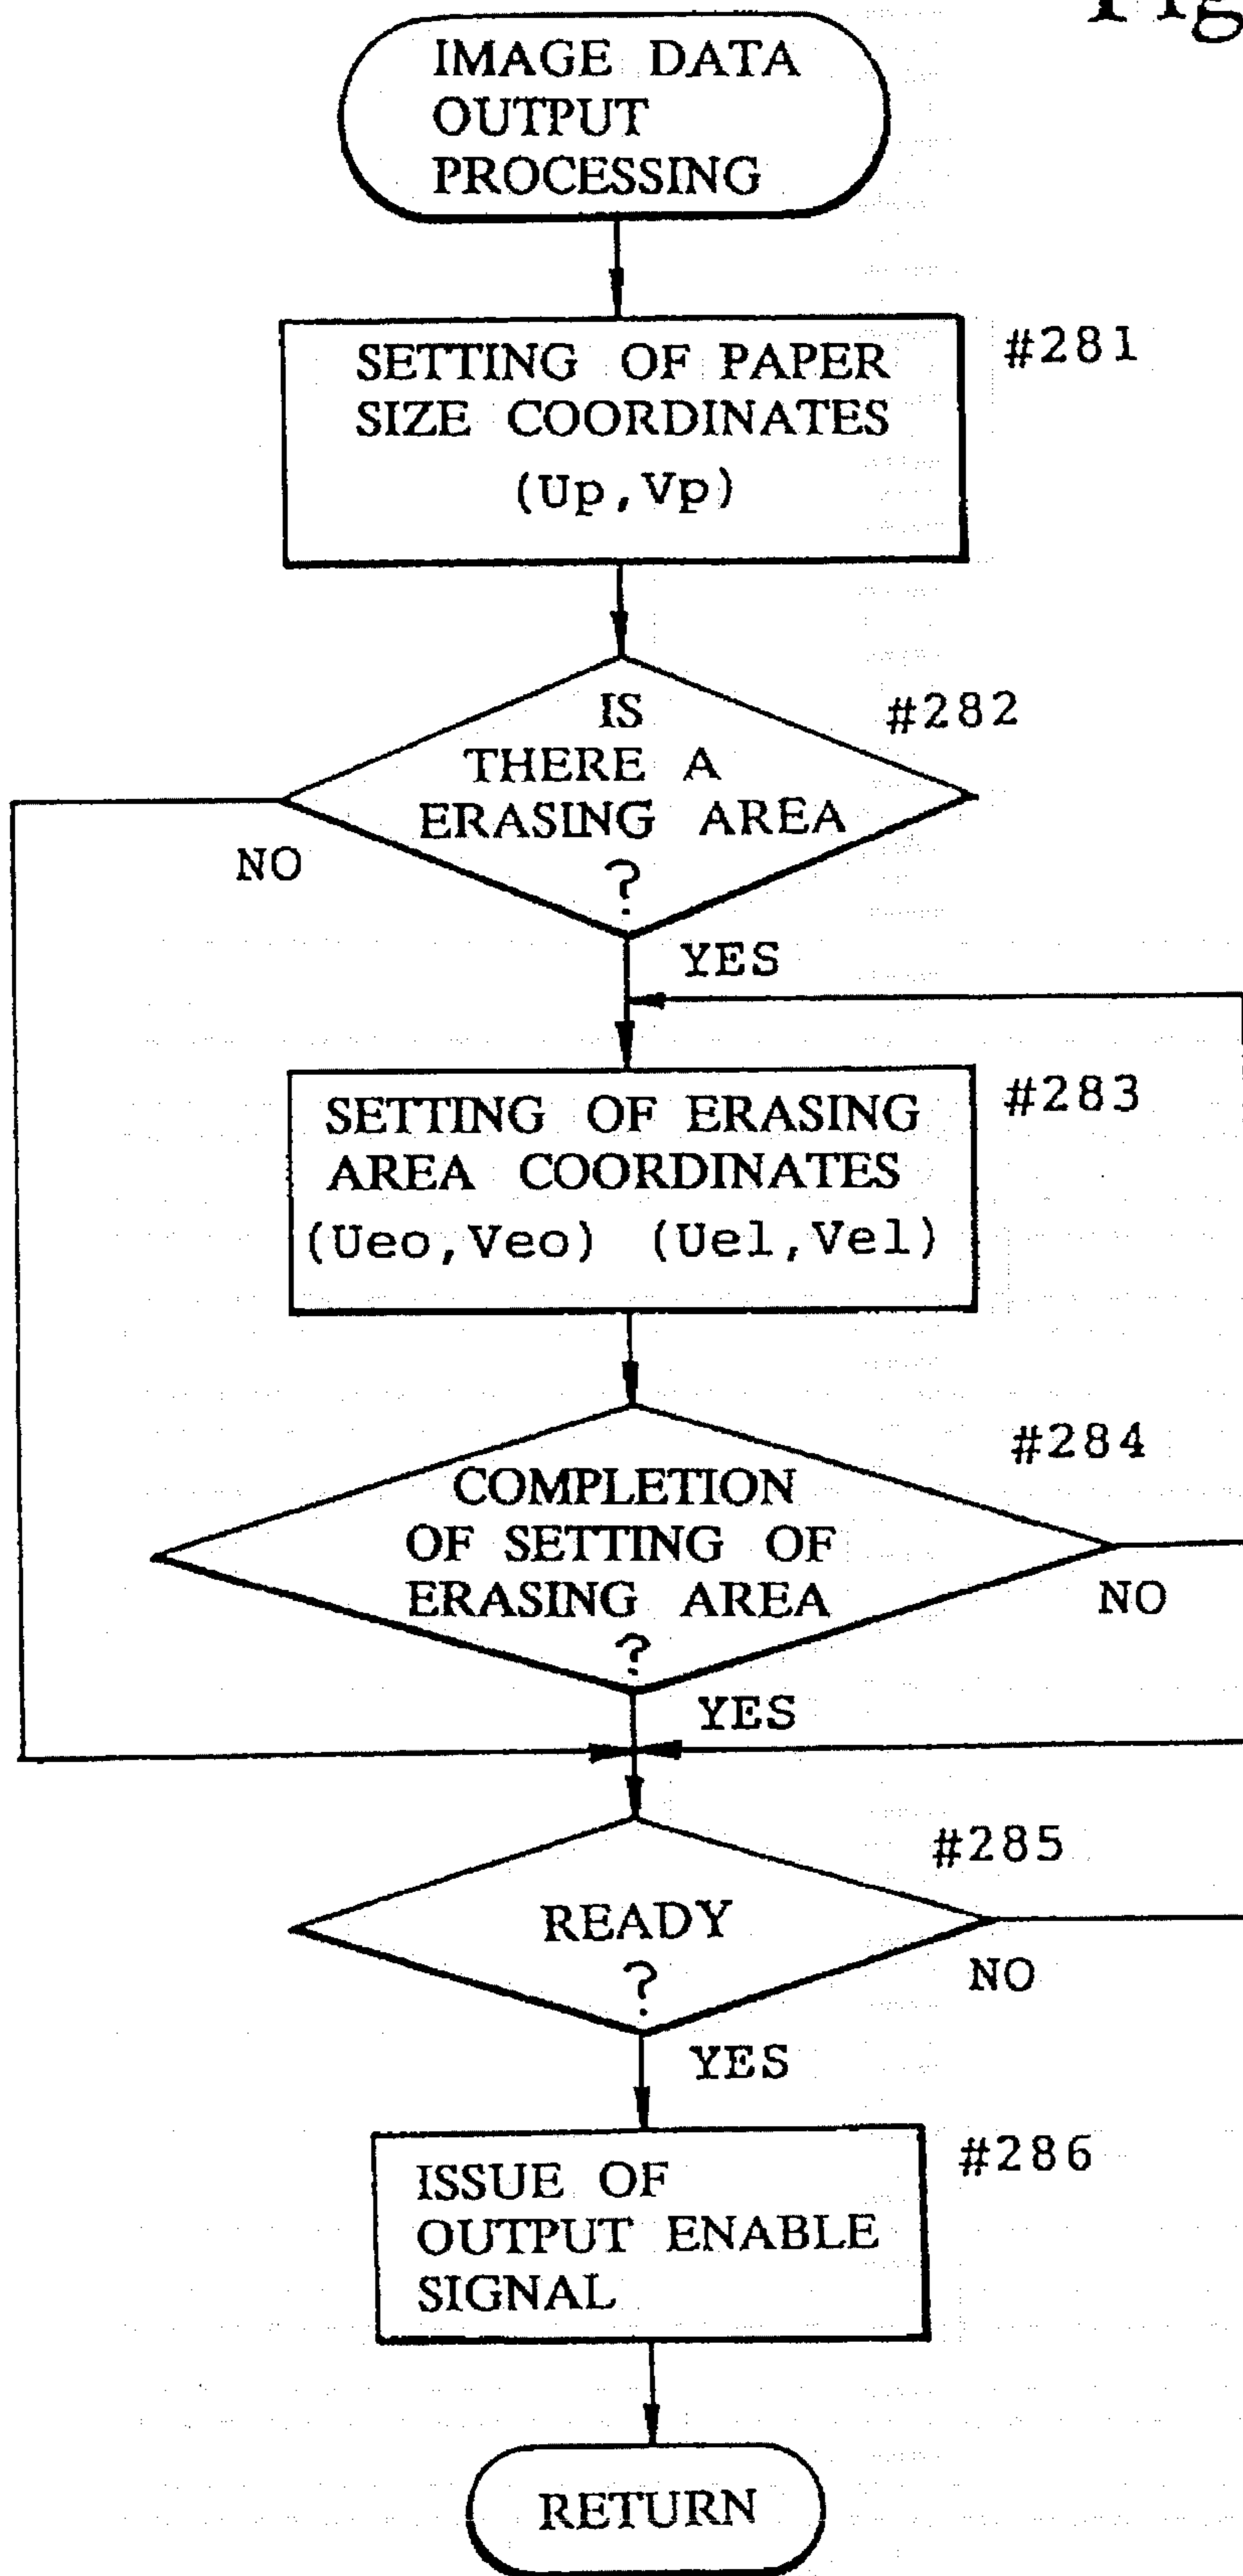 Fig
IMAGE DATA
OUTPUT
PROCESSING
SETTING OF PAPER
SIZE COORDINATES
(Up,Vp)
#281
IS
THERE A
ERASING AREA
?
#282
NO
YES
SETTING OF ERASING
AREA COORDINATES
(Ueo,Veo) (Uel,Vel)
#283
COMPLETION
OF SETTING OF
ERASING AREA
?
#284
NO
YES
READY
?
#285
NO
YES
ISSUE OF
OUTPUT ENABLE
SIGNAL
#286
RETURN